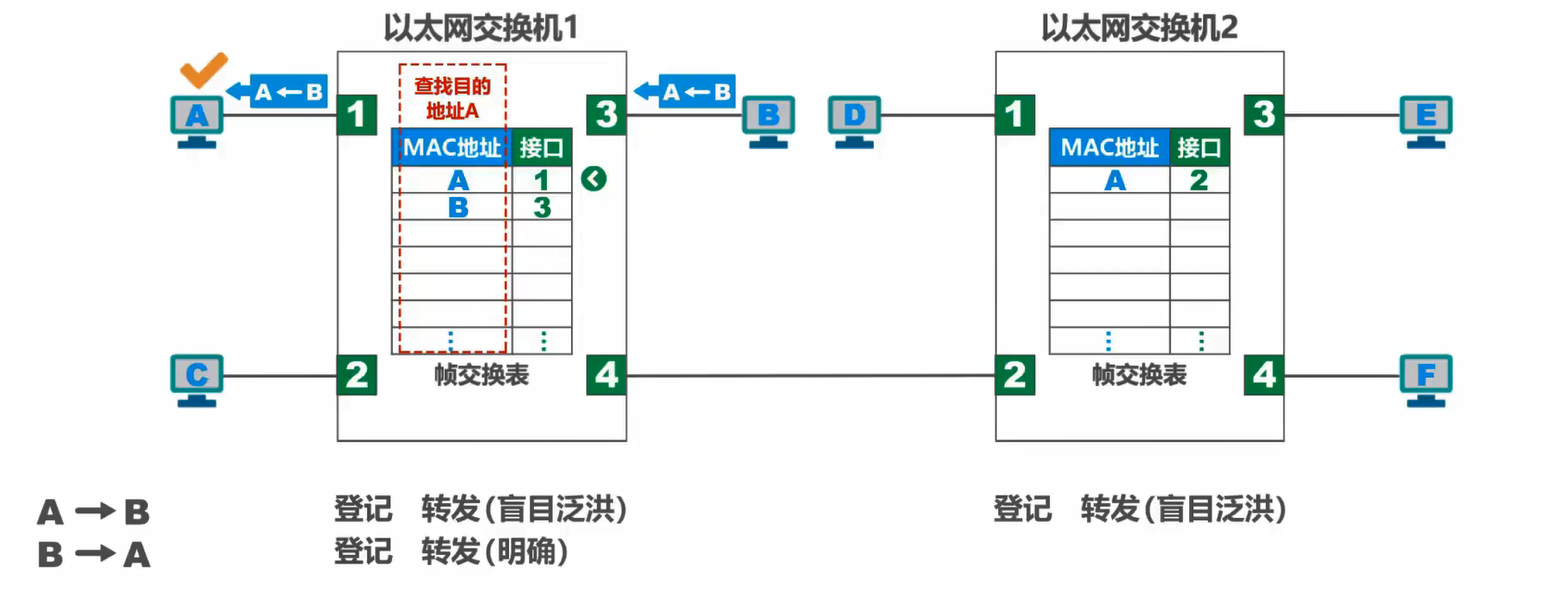 以太网交换机1
以太网交换机2
A←B
查找目的
地址A
A←B
A
1
3
B
D
1
3
E
MAC地址 接口
A 1
B 3
⋮ ⋮
MAC地址 接口
A 2
⋮ ⋮
C
2
帧交换表
4
2
帧交换表
4
F
A→B 登记 转发(盲目泛洪) 登记 转发(盲目泛洪)
B→A 登记 转发(明确)